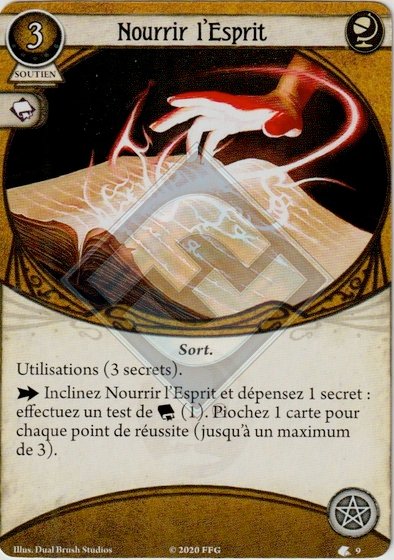 Nourrir l'Esprit
3
SOUTIEN
Sort.
Utilisations (3 secrets).
Inclinez Nourrir l'Esprit et dépensez 1 secret :
effectuez un test de (1). Piochez 1 carte pour
chaque point de réussite (jusqu'à un maximum
de 3).
Illus. Dual Brush Studios
© 2020 FFG
9